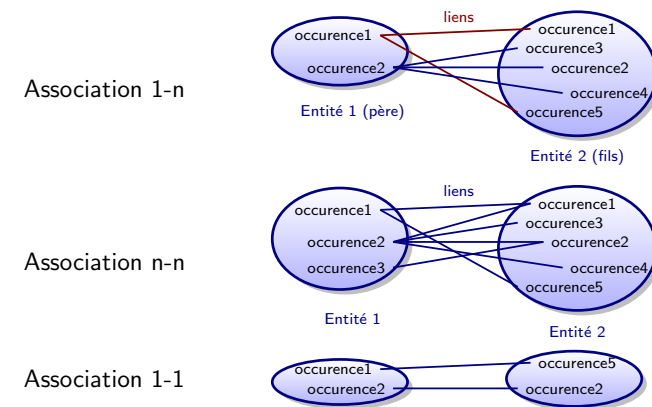 liens
occurence1
occurence1
occurence3
occurence2
occurence2
Association 1-n
occurence4
occurence5
Entité 1 (père)
Entité 2 (fils)
liens
occurence1
occurence1
occurence3
occurence2
occurence2
Association n-n
occurence3
occurence4
occurence5
Entité 1
Entité 2
Association 1-1
occurence1
occurence5
occurence2
occurence2